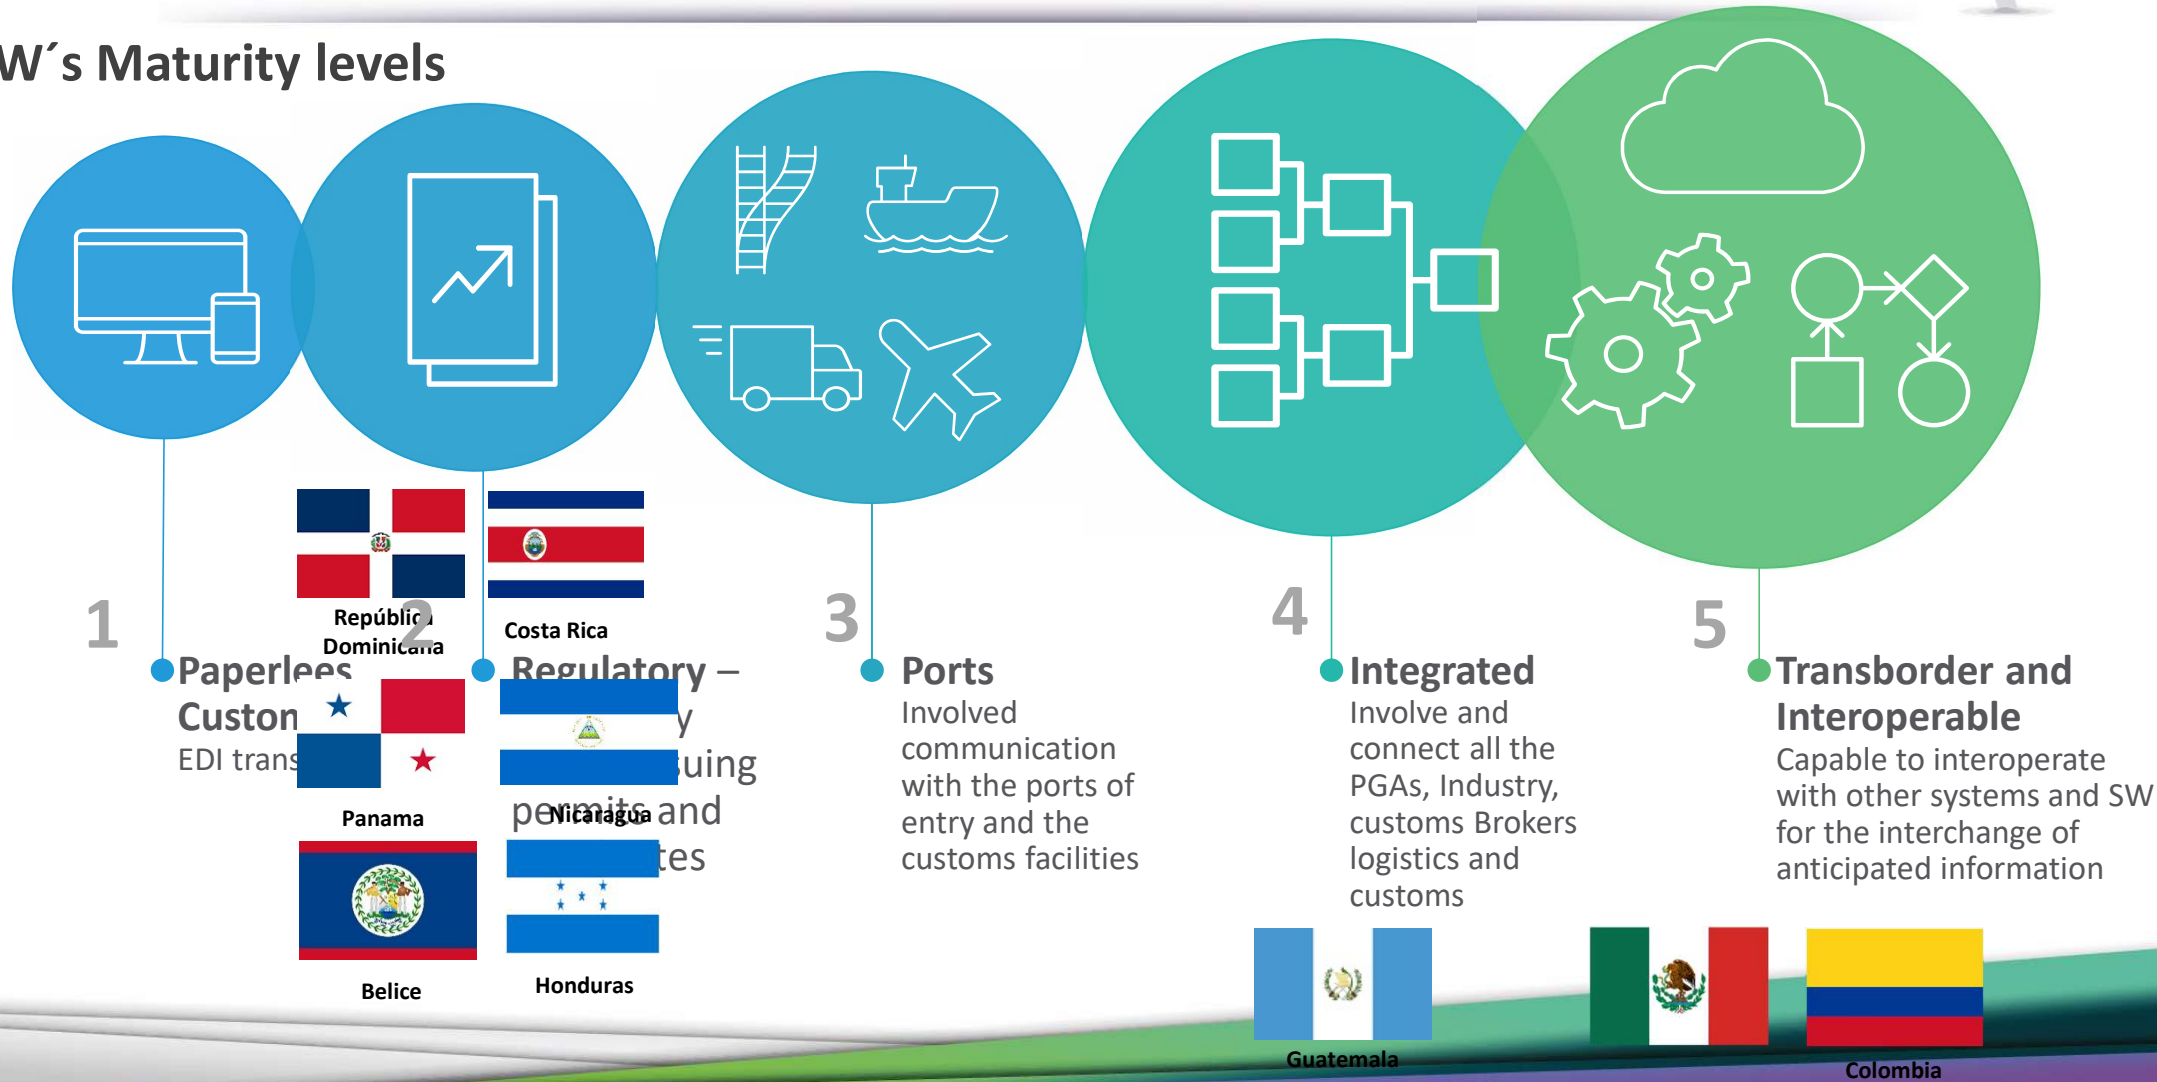 W´s Maturity levels
1
Paperlees
Custom
EDI trans
República
Dominicana
Costa Rica
Panama
Nicaragua
Belice
Honduras
2
Regulatory –
y
suing
permits and
tes
3
Ports
Involved
communication
with the ports of
entry and the
customs facilities
4
Integrated
Involve and
connect all the
PGAs, Industry,
customs Brokers
logistics and
customs
Guatemala
5
Transborder and
Interoperable
Capable to interoperate
with other systems and SW
for the interchange of
anticipated information
Colombia